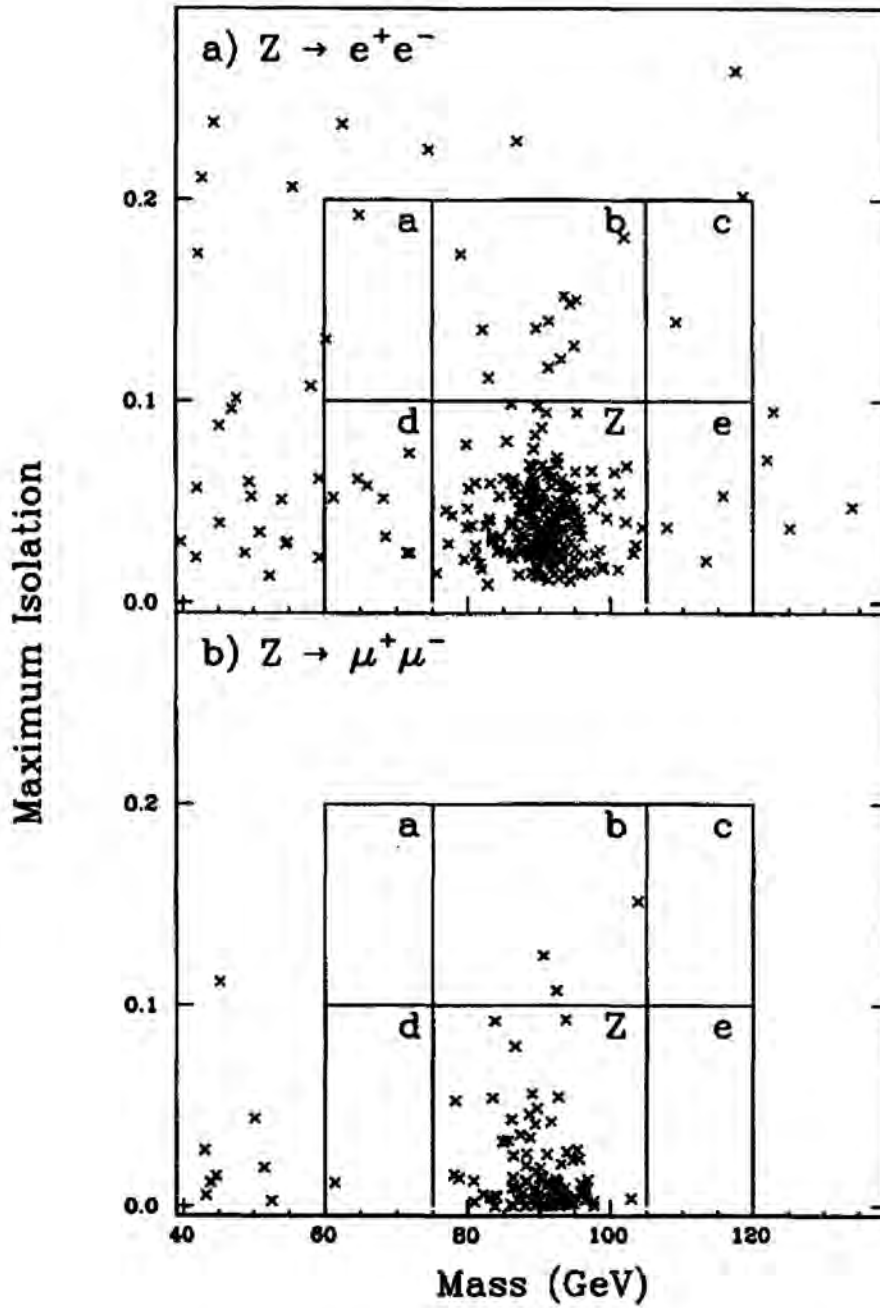 a) Z → e⁺e⁻
0.2
a b c
0.1
d Z e
0.0
Maximum Isolation
b) Z → μ⁺μ⁻
0.2
a b c
0.1
d Z e
0.0
40 60 80 100 120
Mass (GeV)